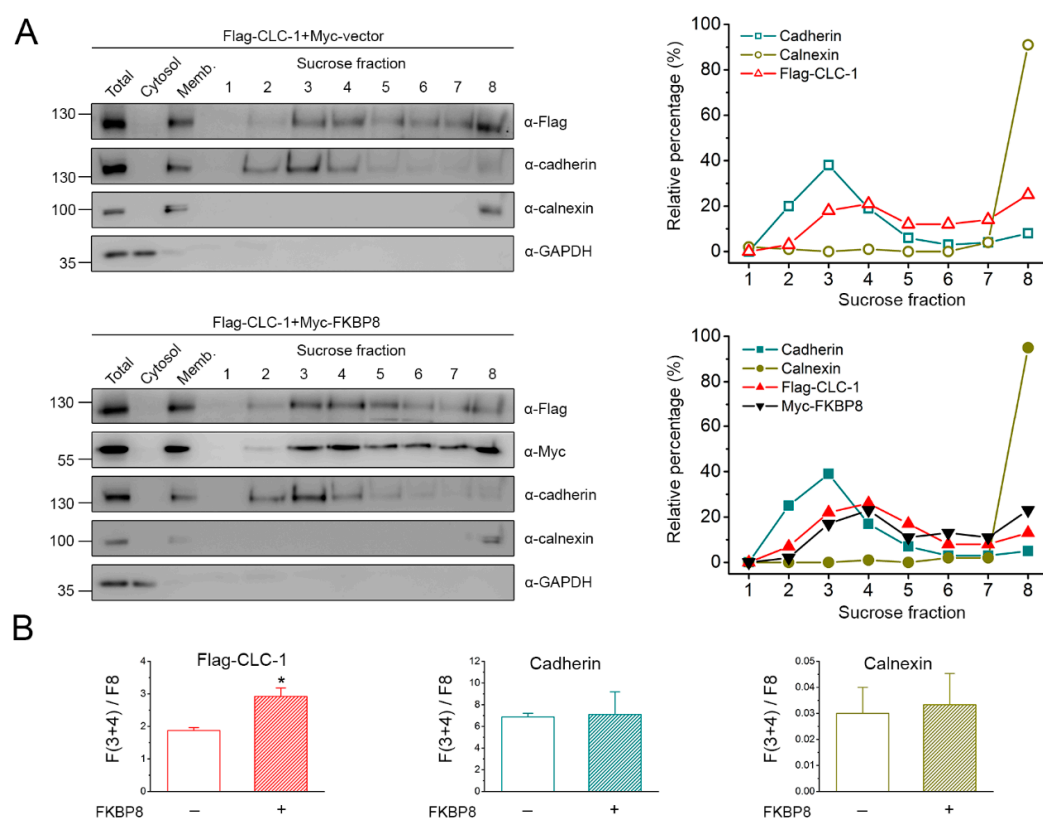 A
Flag-CLC-1+Myc-vector
Sucrose fraction
Total Cytosol Memb. 1 2 3 4 5 6 7 8
130 α-Flag
130 α-cadherin
100 α-calnexin
35 α-GAPDH
Relative percentage (%)
100
80
60
40
20
0
Cadherin
Calnexin
Flag-CLC-1
1 2 3 4 5 6 7 8
Sucrose fraction
Flag-CLC-1+Myc-FKBP8
Sucrose fraction
Total Cytosol Memb. 1 2 3 4 5 6 7 8
130 α-Flag
55 α-Myc
130 α-cadherin
100 α-calnexin
35 α-GAPDH
Relative percentage (%)
100
80
60
40
20
0
Cadherin
Calnexin
Flag-CLC-1
Myc-FKBP8
1 2 3 4 5 6 7 8
Sucrose fraction
B
Flag-CLC-1
F(3+4) / F8
4
3
2
1
0
*
FKBP8 – +
Cadherin
F(3+4) / F8
12
10
8
6
4
2
0
FKBP8 – +
Calnexin
F(3+4) / F8
0.05
0.04
0.03
0.02
0.01
0.00
FKBP8 – +